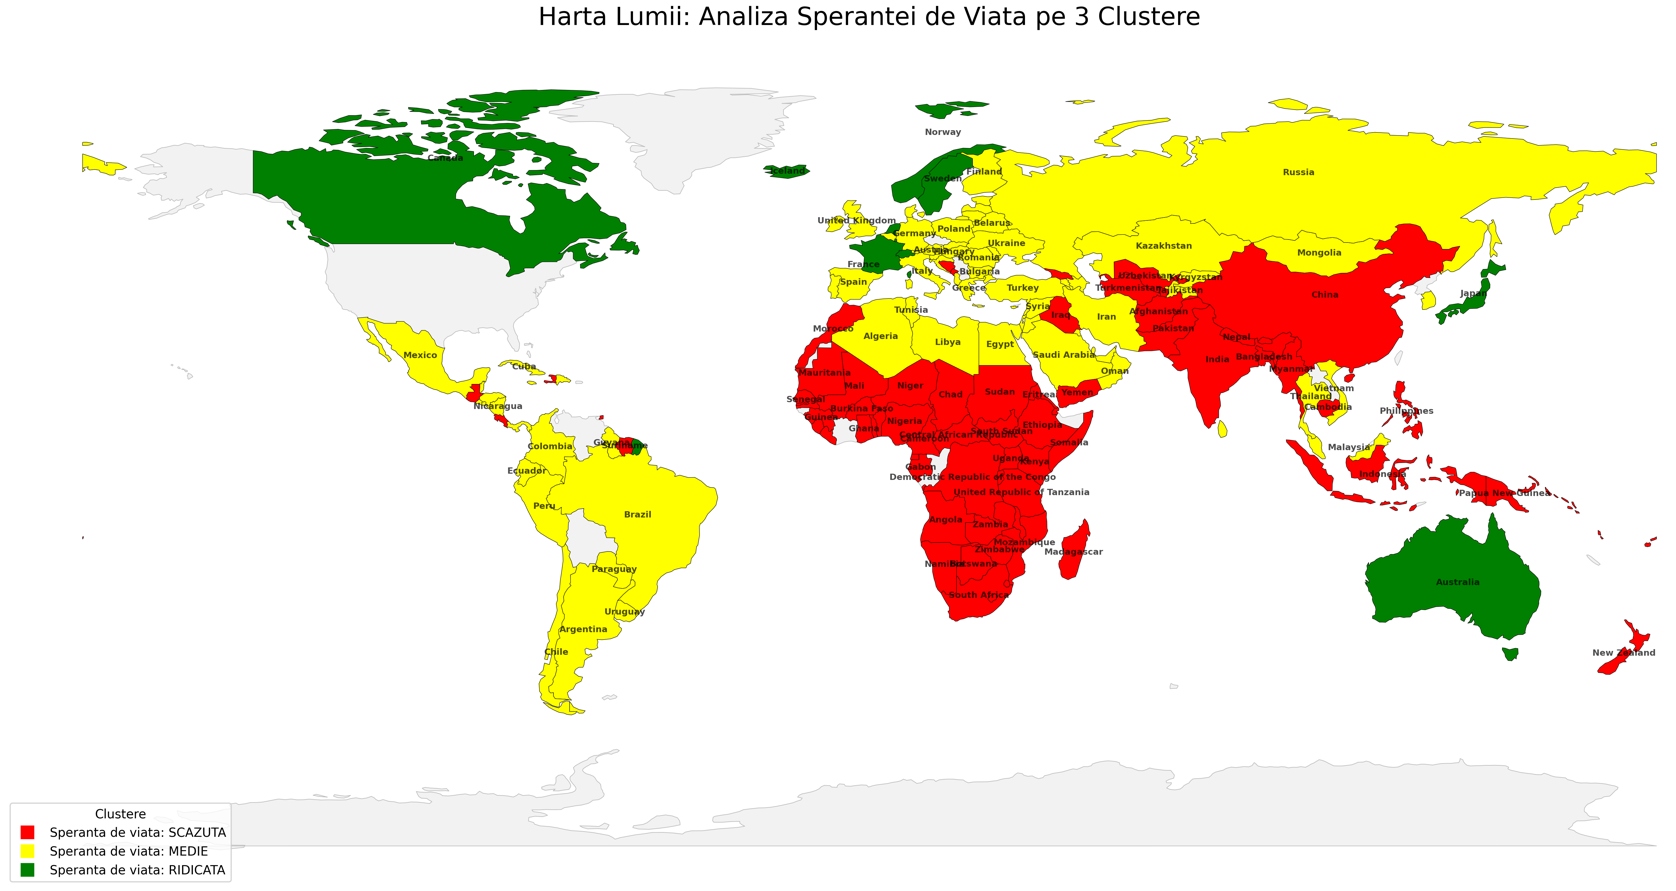 Harta Lumii: Analiza Sperantei de Viata pe 3 Clustere
Norway
Canada
Iceland
Sweden
Finland
Russia
United Kingdom
Germany
Poland
Belarus
Ukraine
Austria
Hungary
Romania
Kazakhstan
Mongolia
France
Italy
Bulgaria
Spain
Greece
Turkey
Uzbekistan
Kyrgyzstan
Turkmenistan
Tajikistan
China
Japan
Tunisia
Syria
Morocco
Algeria
Libya
Egypt
Iraq
Iran
Afghanistan
Pakistan
Nepal
Mexico
Cuba
Saudi Arabia
Oman
India
Bangladesh
Myanmar
Mauritania
Mali
Niger
Chad
Sudan
Eritrea
Yemen
Vietnam
Thailand
Cambodia
Philippines
Nicaragua
Senegal
Burkina Faso
Guinea
Ghana
Nigeria
Cameroon
Central African Republic
South Sudan
Ethiopia
Somalia
Colombia
Guyana
Suriname
Malaysia
Ecuador
Gabon
Uganda
Kenya
Democratic Republic of the Congo
Indonesia
United Republic of Tanzania
Papua New Guinea
Peru
Brazil
Angola
Zambia
Mozambique
Zimbabwe
Madagascar
Namibia
Botswana
Paraguay
Australia
South Africa
Uruguay
Argentina
Chile
New Zealand
Clustere
Speranta de viata: SCAZUTA
Speranta de viata: MEDIE
Speranta de viata: RIDICATA